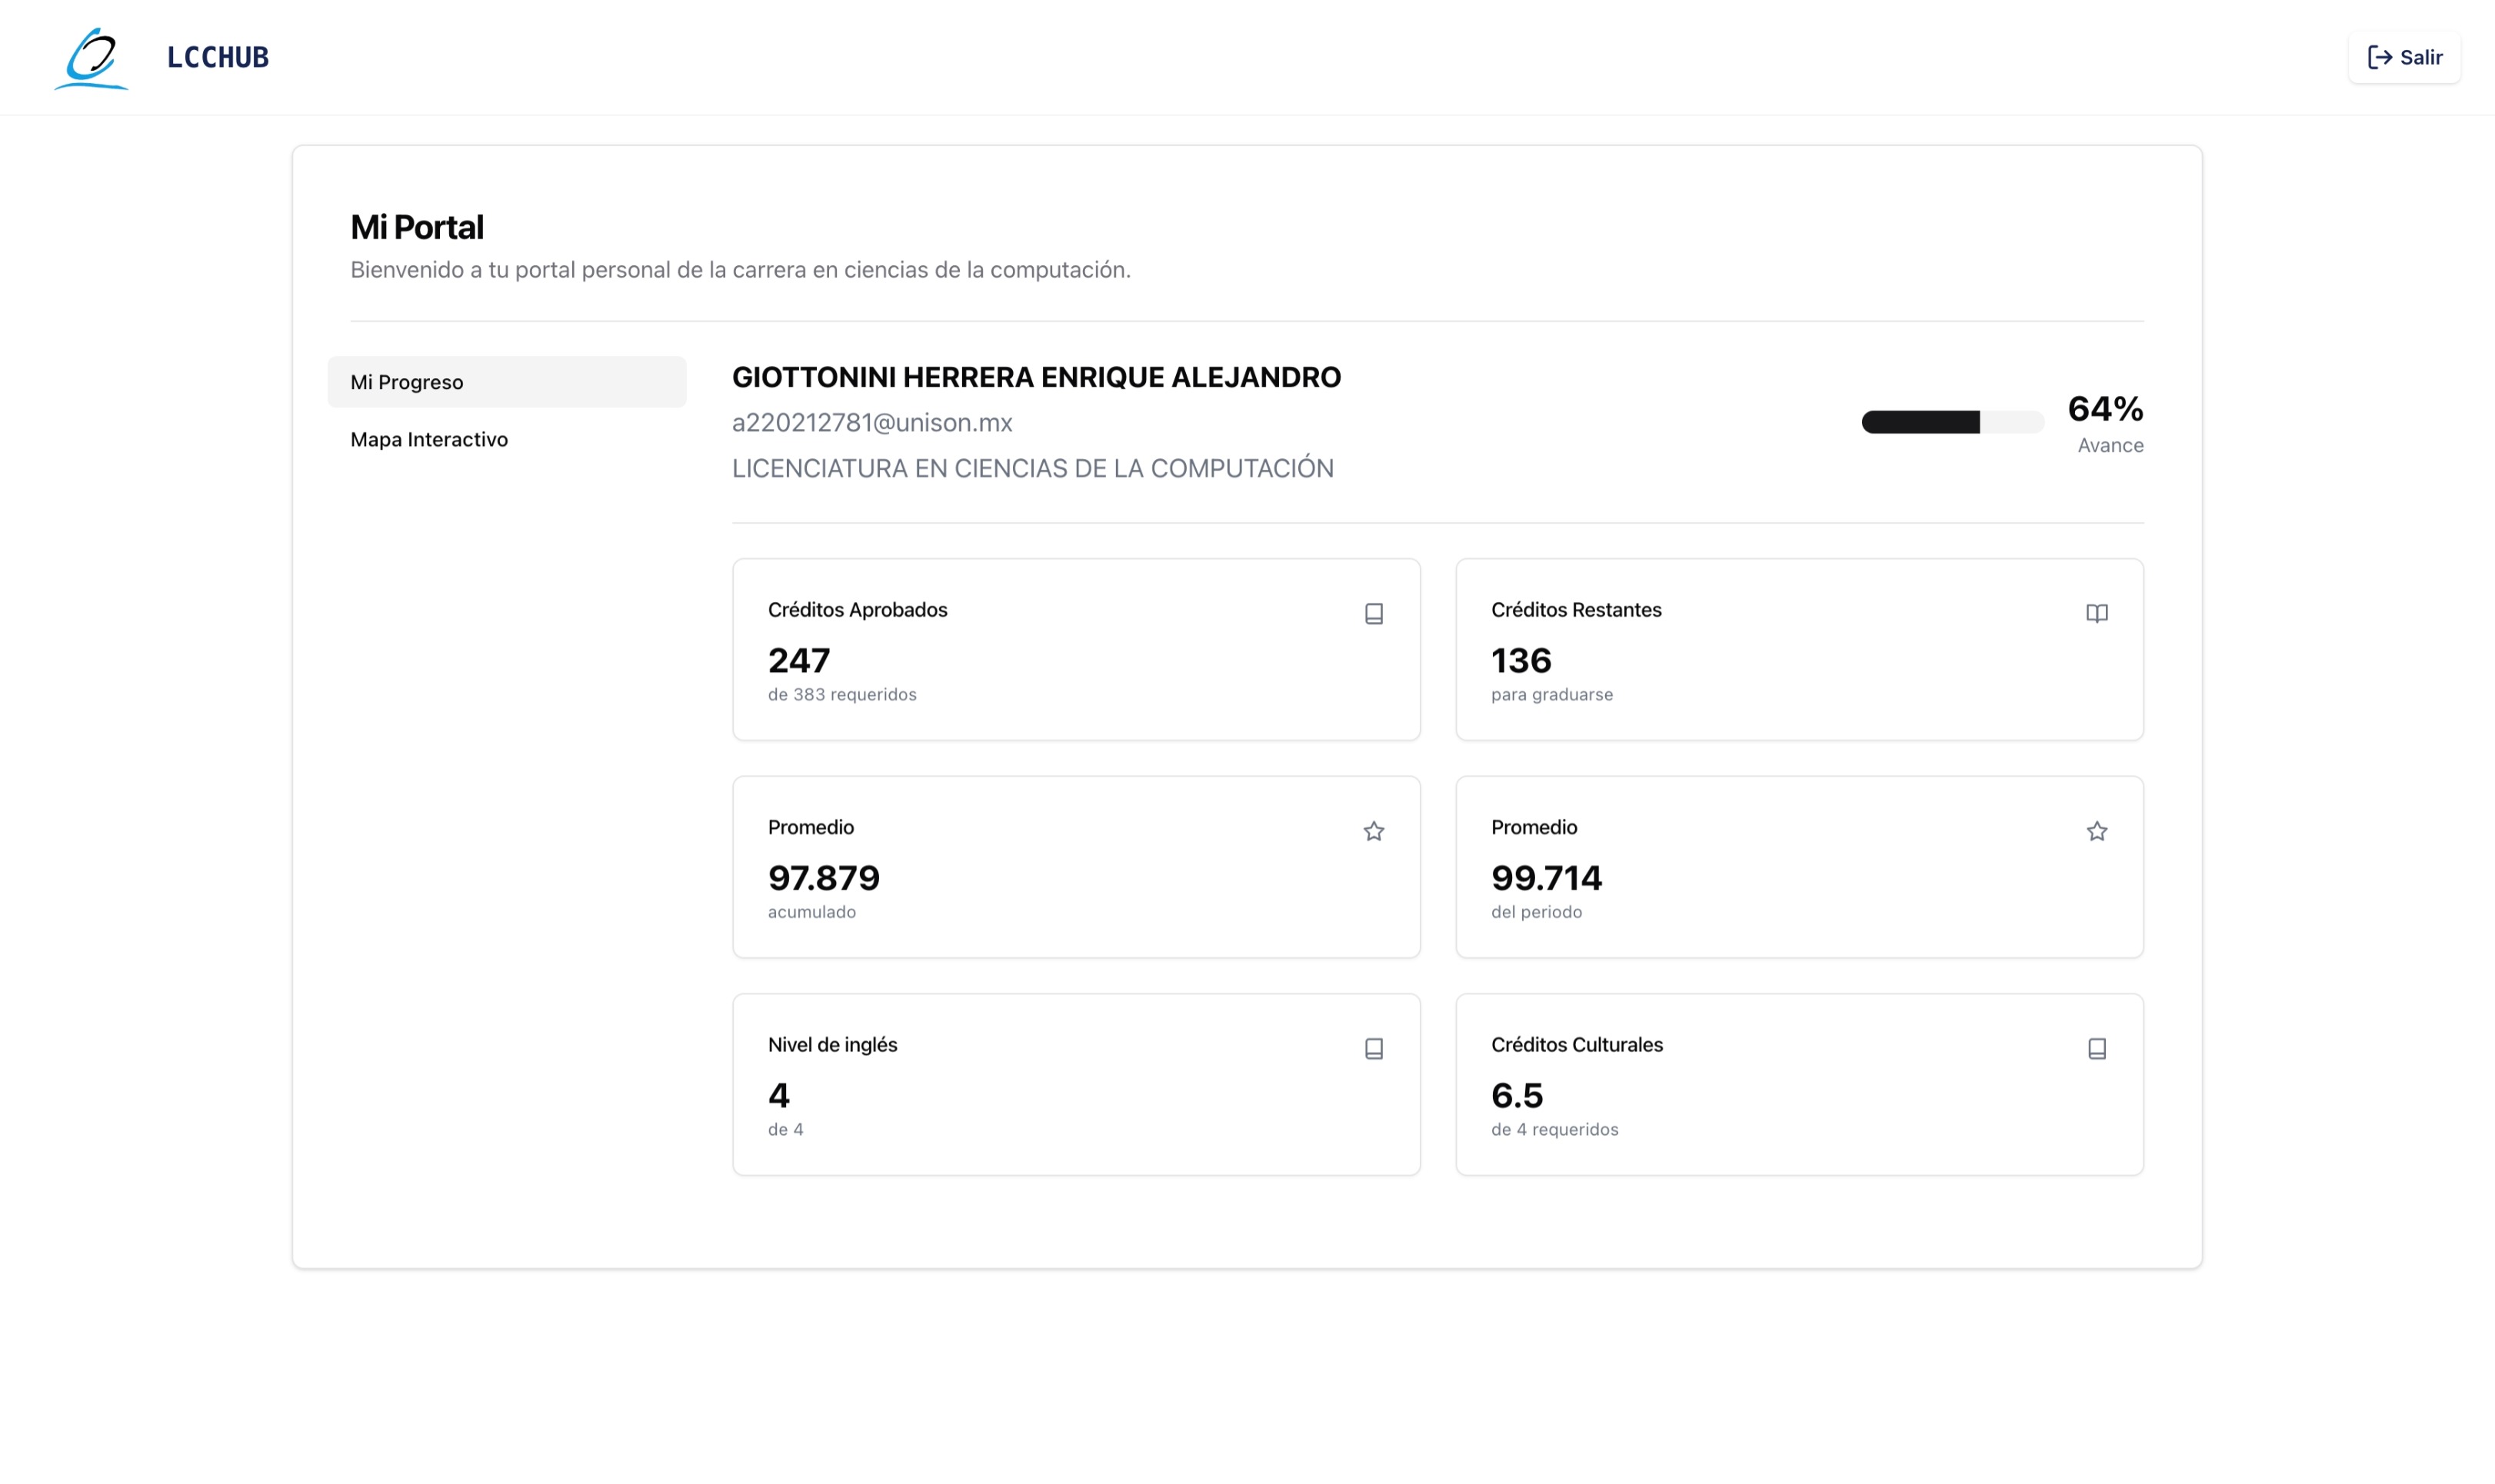 LCCHUB
Salir
Mi Portal
Bienvenido a tu portal personal de la carrera en ciencias de la computación.
Mi Progreso
Mapa Interactivo
GIOTTONINI HERRERA ENRIQUE ALEJANDRO
a220212781@unison.mx
LICENCIATURA EN CIENCIAS DE LA COMPUTACIÓN
64%
Avance
Créditos Aprobados
247
de 383 requeridos
Créditos Restantes
136
para graduarse
Promedio
97.879
acumulado
Promedio
99.714
del periodo
Nivel de inglés
4
de 4
Créditos Culturales
6.5
de 4 requeridos